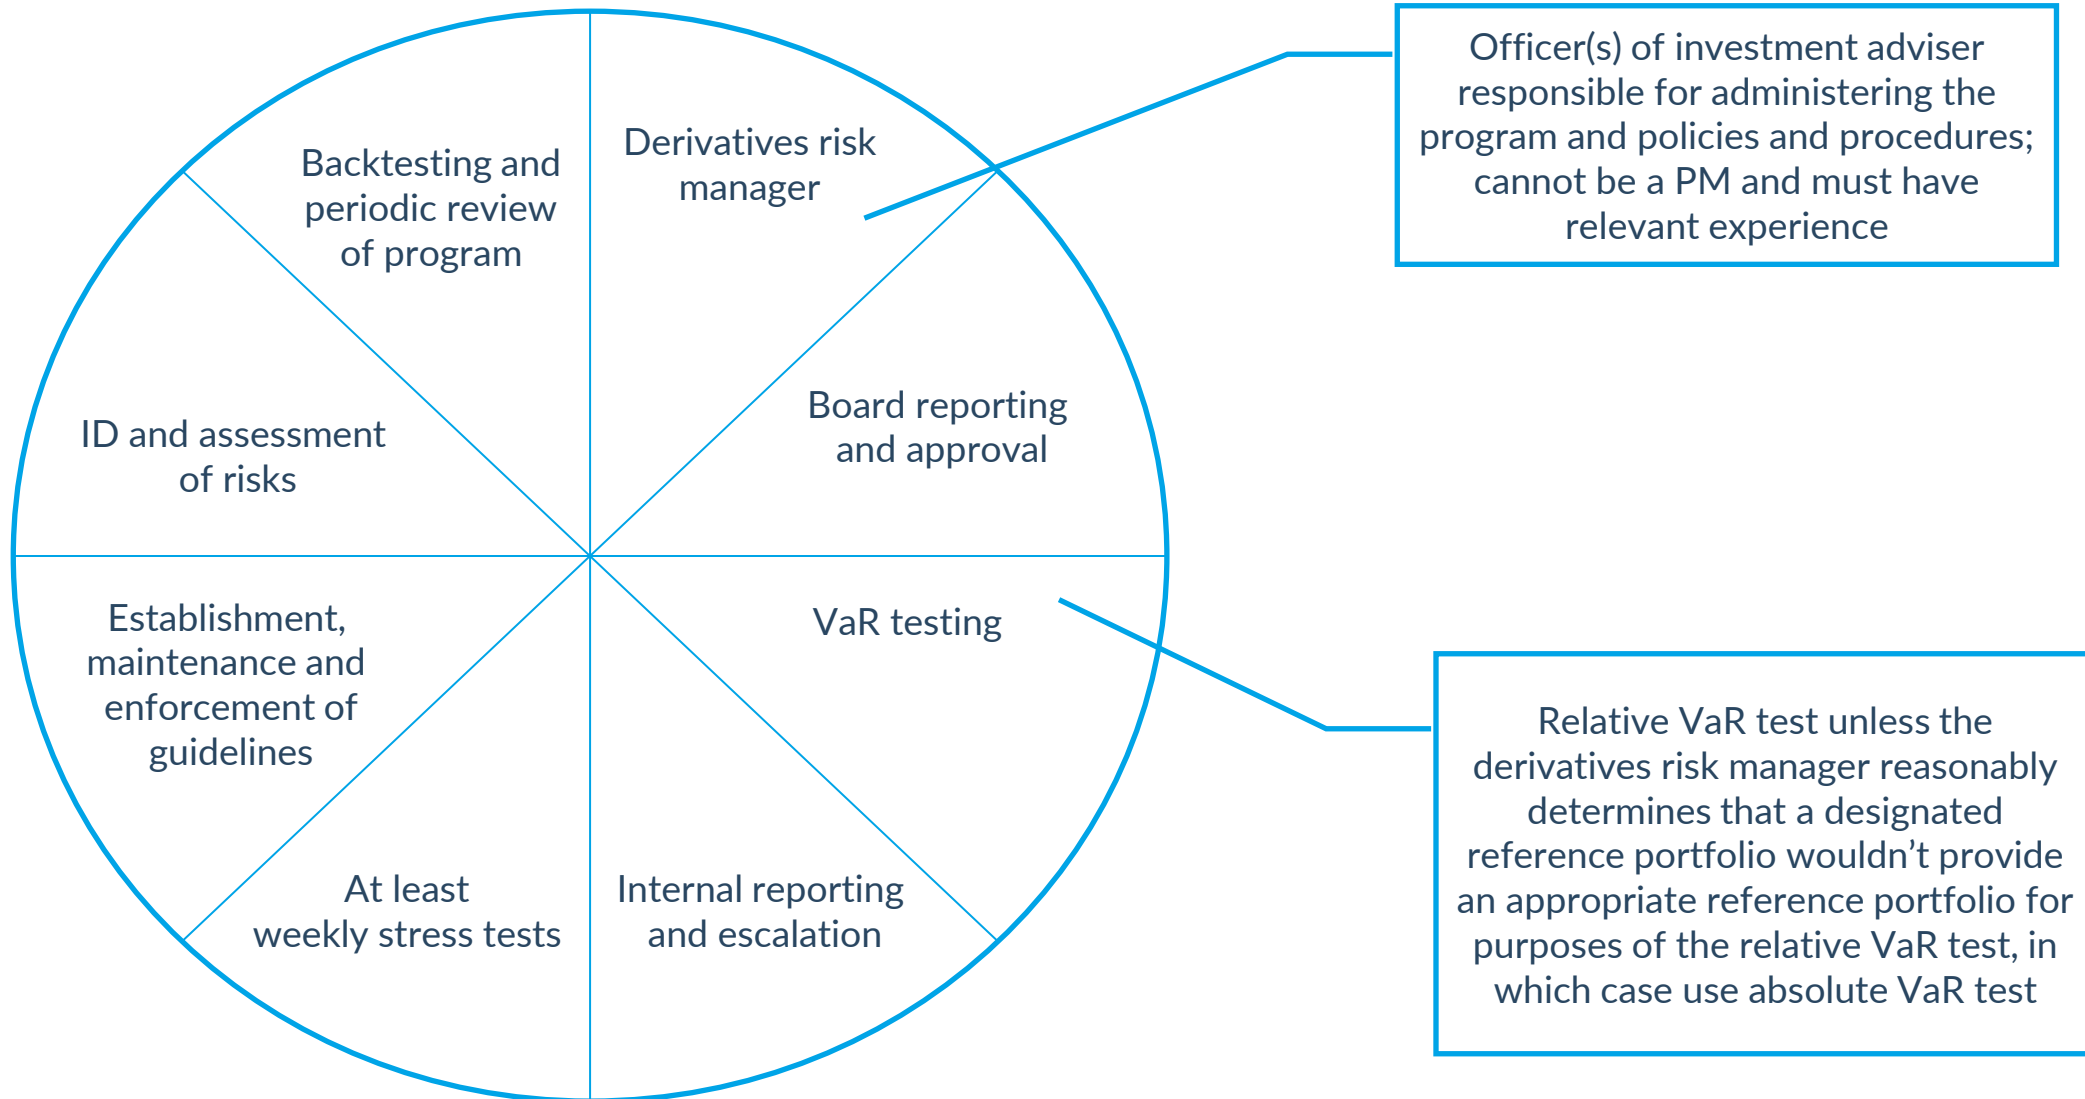 Officer(s) of investment adviser
responsible for administering the
program and policies and procedures;
cannot be a PM and must have
relevant experience
Derivatives risk
manager
Backtesting and
periodic review
of program
Board reporting
and approval
ID and assessment
of risks
VaR testing
Establishment,
maintenance and
enforcement of
guidelines
Relative VaR test unless the
derivatives risk manager reasonably
determines that a designated
reference portfolio wouldn’t provide
an appropriate reference portfolio for
purposes of the relative VaR test, in
which case use absolute VaR test
At least
weekly stress tests
Internal reporting
and escalation